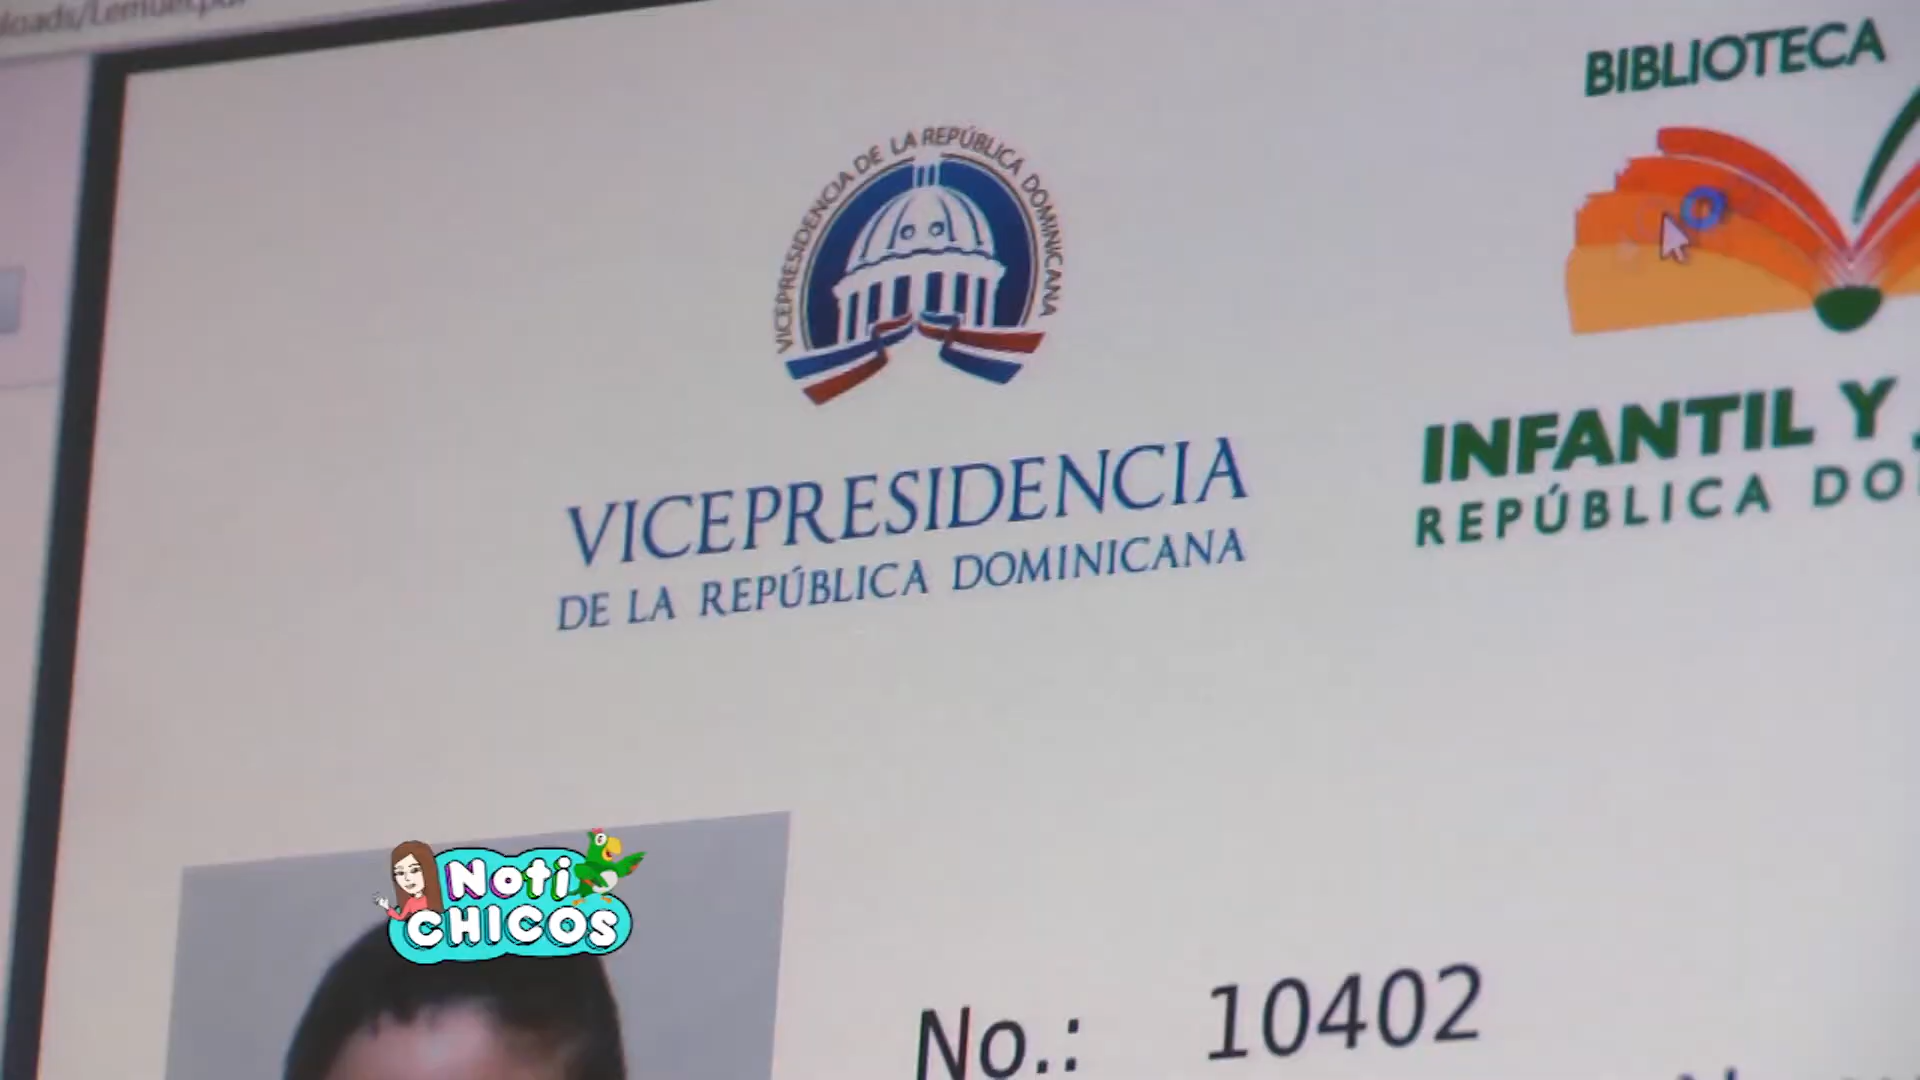 BIBLIOTECA
VICEPRESIDENCIA DE LA REPÚBLICA DOMINICANA
INFANTIL Y
REPÚBLICA DO
VICEPRESIDENCIA
DE LA REPÚBLICA DOMINICANA
Noti
CHICOS
No.: 10402